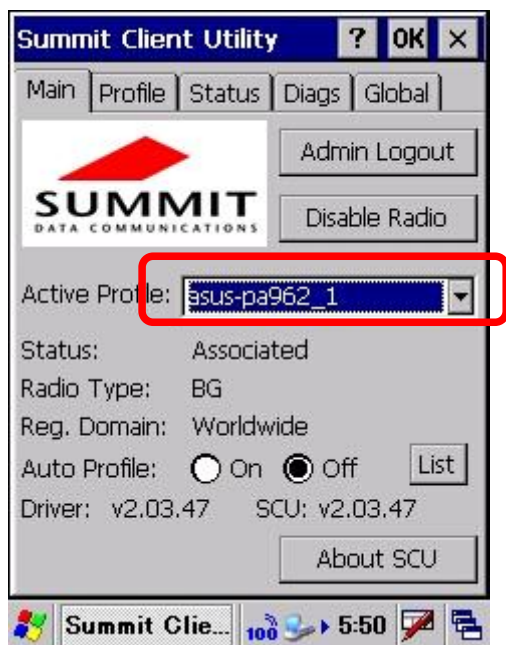 Summit Client Utility ? OK ×
Main Profile Status Diags Global
SUMMIT
DATA COMMUNICATIONS
Admin Logout
Disable Radio
Active Profile: asus-pa962_1
Status: Associated
Radio Type: BG
Reg. Domain: Worldwide
Auto Profile: On Off List
Driver: v2.03.47 SCU: v2.03.47
About SCU
Summit Clie... 100 5:50